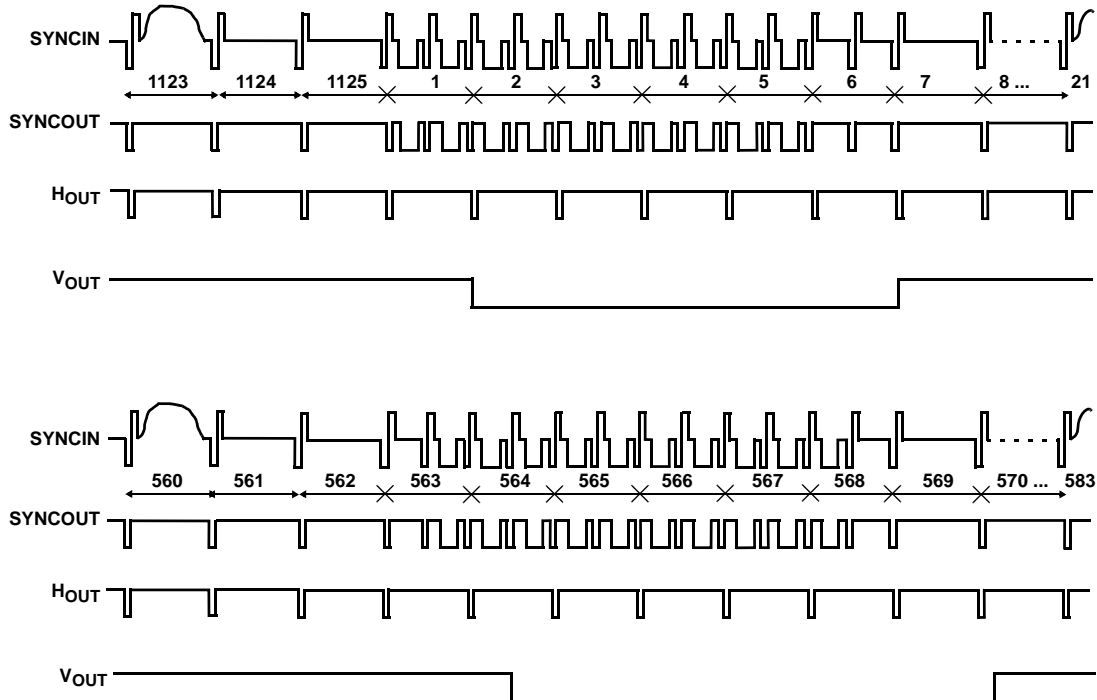 SYNCIN
1123 1124 1125 1 2 3 4 5 6 7 8 ... 21
SYNCOUT
HOUT
VOUT
SYNCIN
560 561 562 563 564 565 566 567 568 569 570 ... 583
SYNCOUT
HOUT
VOUT